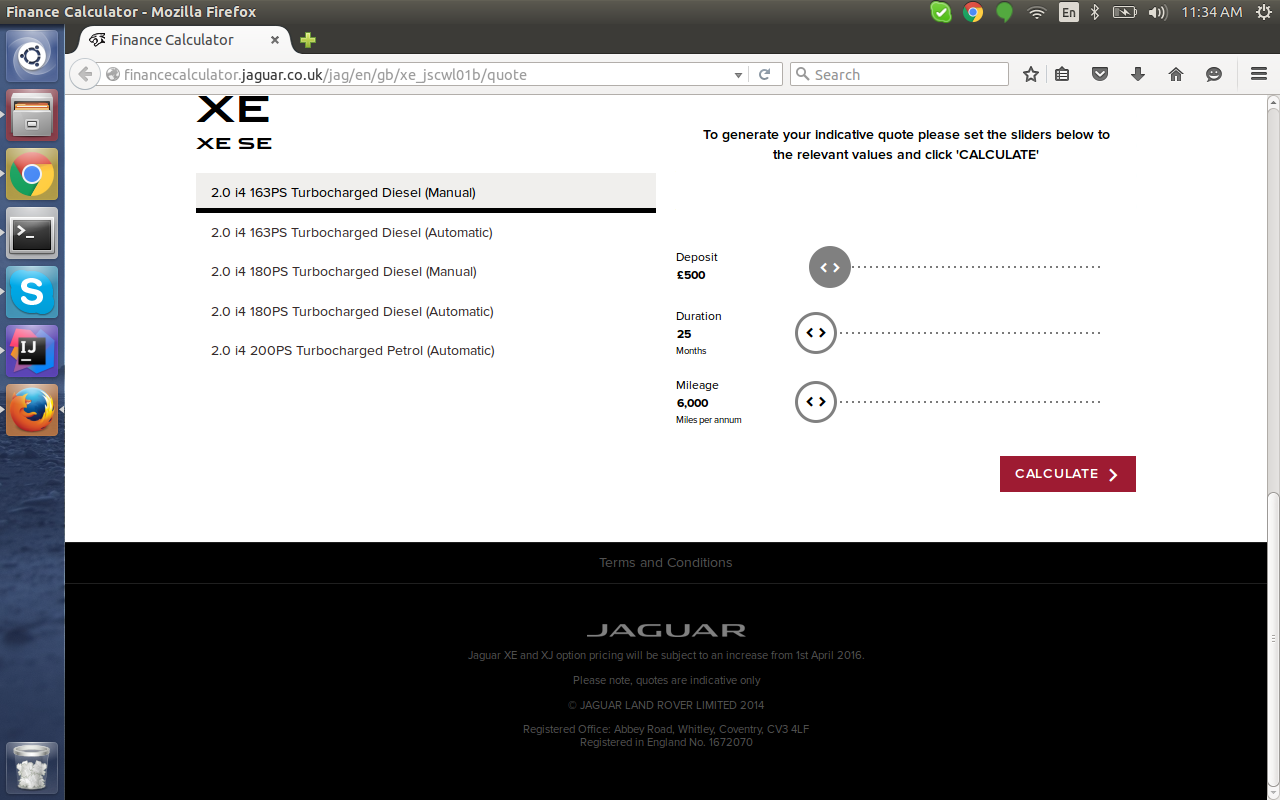 Finance Calculator - Mozilla Firefox
En
11:34 AM
Finance Calculator
financecalculator.jaguar.co.uk/jag/en/gb/xe_jscwl01b/quote
Search
XE
XE SE
2.0 i4 163PS Turbocharged Diesel (Manual)
2.0 i4 163PS Turbocharged Diesel (Automatic)
2.0 i4 180PS Turbocharged Diesel (Manual)
2.0 i4 180PS Turbocharged Diesel (Automatic)
2.0 i4 200PS Turbocharged Petrol (Automatic)
To generate your indicative quote please set the sliders below to
the relevant values and click 'CALCULATE'
Deposit
£500
Duration
25
Months
Mileage
6,000
Miles per annum
CALCULATE
Terms and Conditions
JAGUAR
Jaguar XE and XJ option pricing will be subject to an increase from 1st April 2016.
Please note, quotes are indicative only
© JAGUAR LAND ROVER LIMITED 2014
Registered Office: Abbey Road, Whitley, Coventry, CV3 4LF
Registered in England No. 1672070
>_
S
IJ